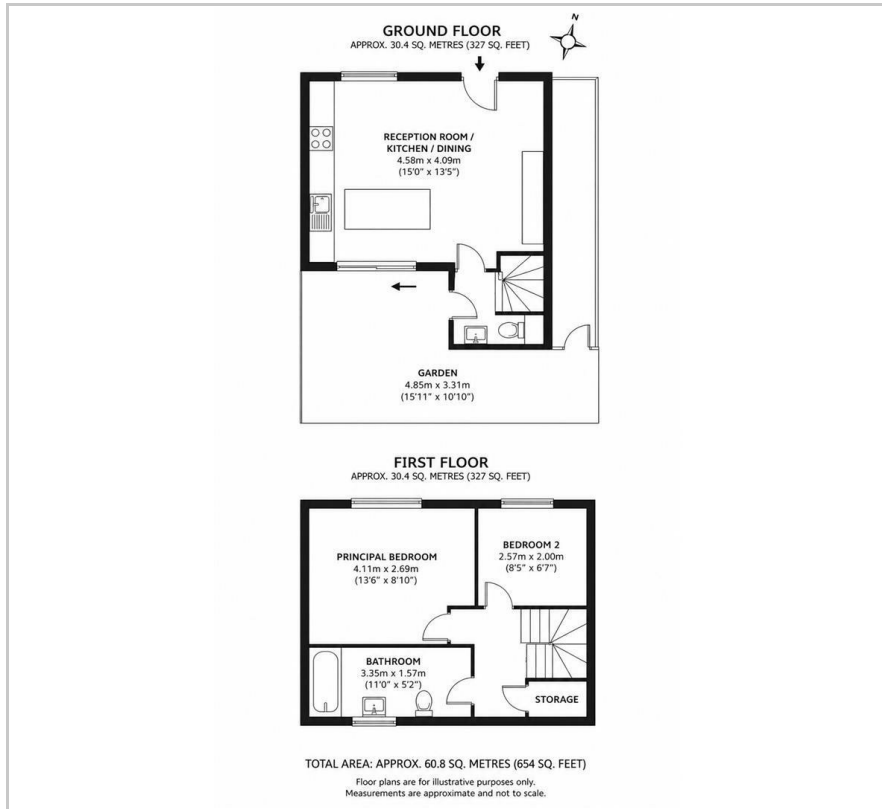 N
GROUND FLOOR
APPROX. 30.4 SQ. METRES (327 SQ. FEET)
RECEPTION ROOM /
KITCHEN / DINING
4.58m x 4.09m
(15'0" x 13'5")
GARDEN
4.85m x 3.31m
(15'11" x 10'10")
FIRST FLOOR
APPROX. 30.4 SQ. METRES (327 SQ. FEET)
PRINCIPAL BEDROOM
4.11m x 2.69m
(13'6" x 8'10")
BEDROOM 2
2.57m x 2.00m
(8'5" x 6'7")
BATHROOM
3.35m x 1.57m
(11'0" x 5'2")
STORAGE
TOTAL AREA: APPROX. 60.8 SQ. METRES (654 SQ. FEET)
Floor plans are for illustrative purposes only.
Measurements are approximate and not to scale.